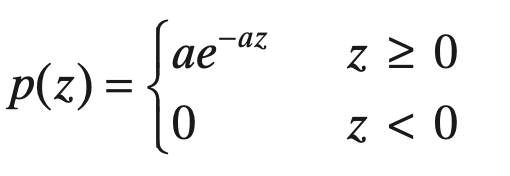 p(z) = { ae^{-az} z ≥ 0
0 z < 0